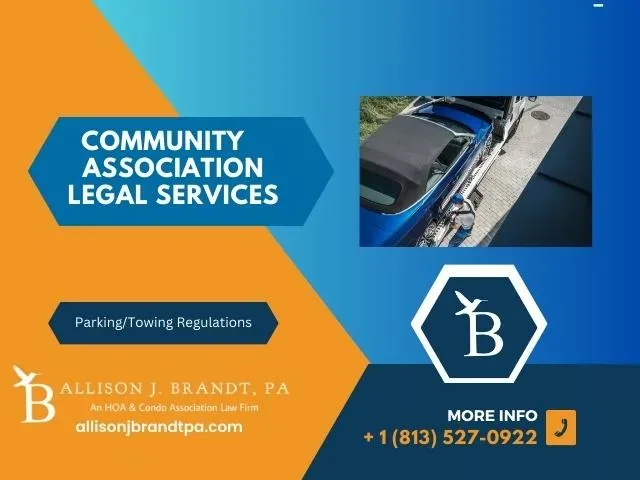 COMMUNITY
ASSOCIATION
LEGAL SERVICES
Parking/Towing Regulations
B
B
ALLISON J. BRANDT, PA
An HOA & Condo Association Law Firm
allisonjbrandtpa.com
MORE INFO
+ 1 (813) 527-0922